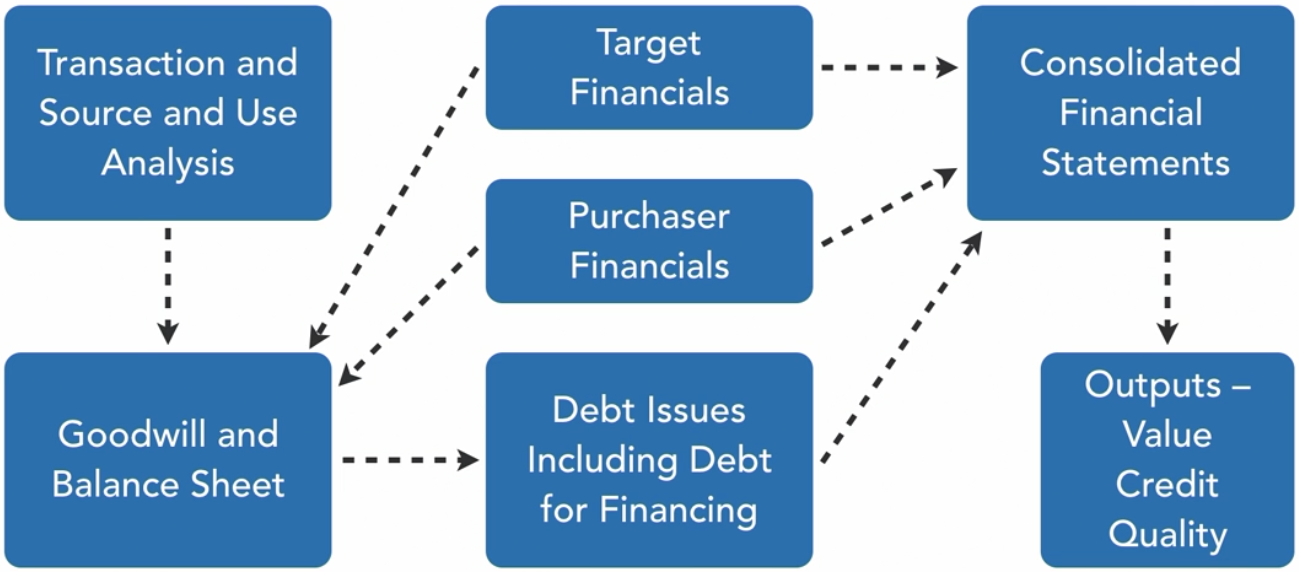 Transaction and
Source and Use
Analysis
Target
Financials
Consolidated
Financial
Statements
Purchaser
Financials
Goodwill and
Balance Sheet
Debt Issues
Including Debt
for Financing
Outputs –
Value
Credit
Quality